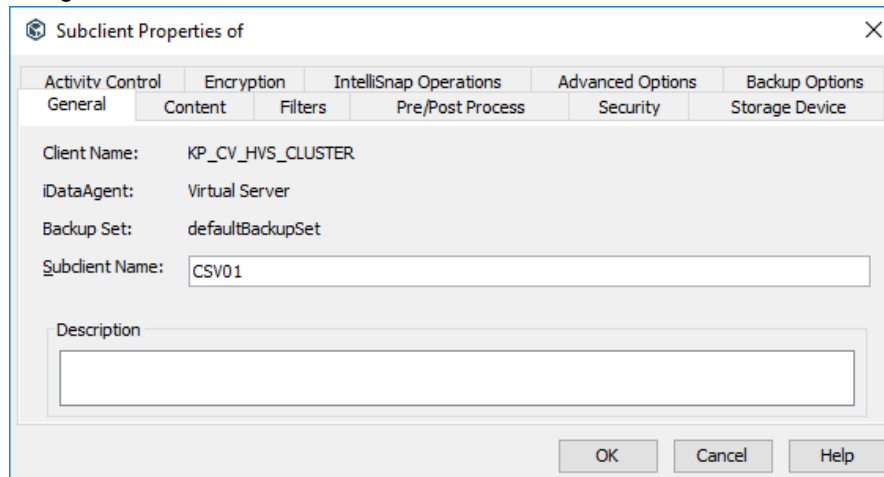 Subclient Properties of
Activity Control Encryption IntelliSnap Operations Advanced Options Backup Options
General Content Filters Pre/Post Process Security Storage Device
Client Name: KP_CV_HVS_CLUSTER
iDataAgent: Virtual Server
Backup Set: defaultBackupSet
Subclient Name: CSV01
Description
OK Cancel Help